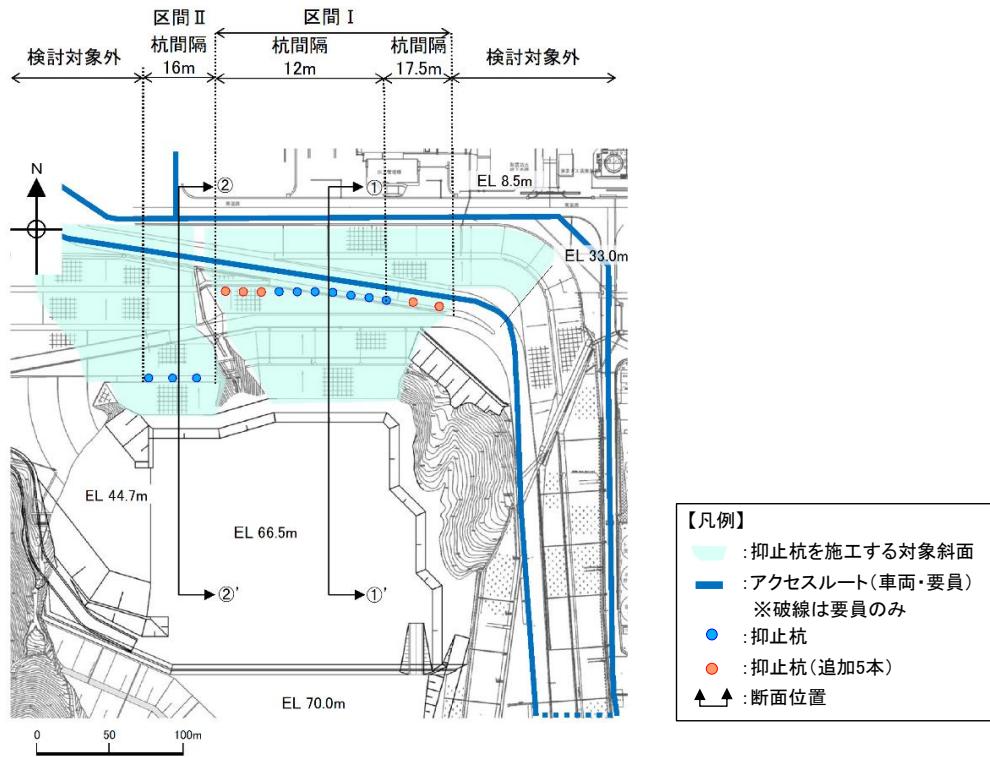 区間Ⅱ 区間Ⅰ
検討対象外 杭間隔 杭間隔 杭間隔 検討対象外
16m 12m 17.5m
N
② ①
EL 8.5m
EL 33.0m
EL 44.7m
EL 66.5m
②' ①'
EL 70.0m
0 50 100m
【凡例】
:抑止杭を施工する対象斜面
:アクセスルート(車両・要員)
※破線は要員のみ
:抑止杭
:抑止杭(追加5本)
:断面位置